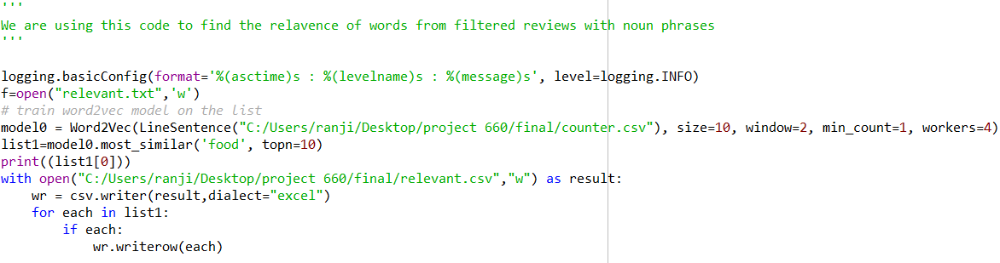 '''
We are using this code to find the relavence of words from filtered reviews with noun phrases
'''
logging.basicConfig(format='%(asctime)s : %(levelname)s : %(message)s', level=logging.INFO)
f=open("relevant.txt",'w')
# train word2vec model on the list
model0 = Word2Vec(LineSentence("C:/Users/ranji/Desktop/project 660/final/counter.csv"), size=10, window=2, min_count=1, workers=4)
list1=model0.most_similar('food', topn=10)
print((list1[0]))
with open("C:/Users/ranji/Desktop/project 660/final/relevant.csv","w") as result:
    wr = csv.writer(result,dialect="excel")
    for each in list1:
        if each:
            wr.writerow(each)